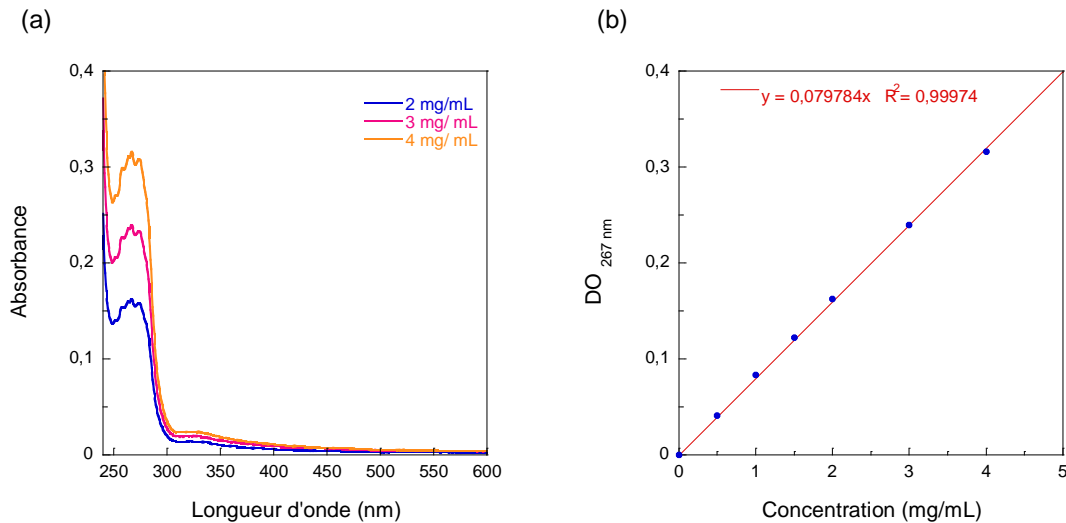 (a)
0,4
0,3
0,2
0,1
0
Absorbance
2 mg/mL
3 mg/ mL
4 mg/ mL
250 300 350 400 450 500 550 600
Longueur d'onde (nm)
(b)
0,4
0,3
0,2
0,1
0
DO 267 nm
y = 0,079784x R2= 0,99974
0 1 2 3 4 5
Concentration (mg/mL)